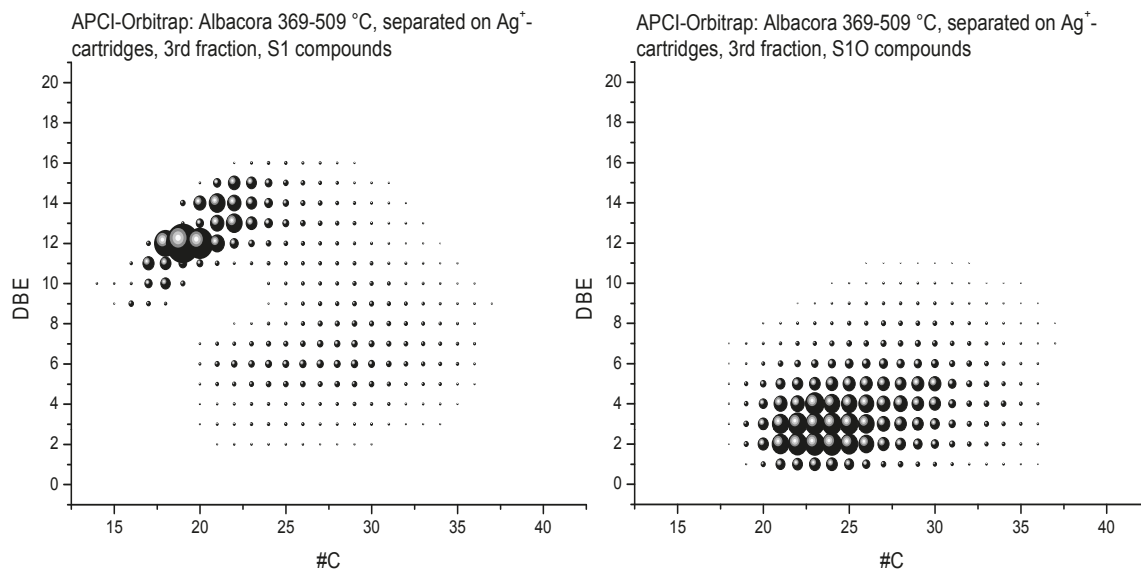 APCI-Orbitrap: Albacora 369-509 °C, separated on Ag+-
cartridges, 3rd fraction, S1 compounds
20
18
16
14
12
10
8
6
4
2
0
DBE
15 20 25 30 35 40
#C
APCI-Orbitrap: Albacora 369-509 °C, separated on Ag+-
cartridges, 3rd fraction, S1O compounds
20
18
16
14
12
10
8
6
4
2
0
DBE
15 20 25 30 35 40
#C